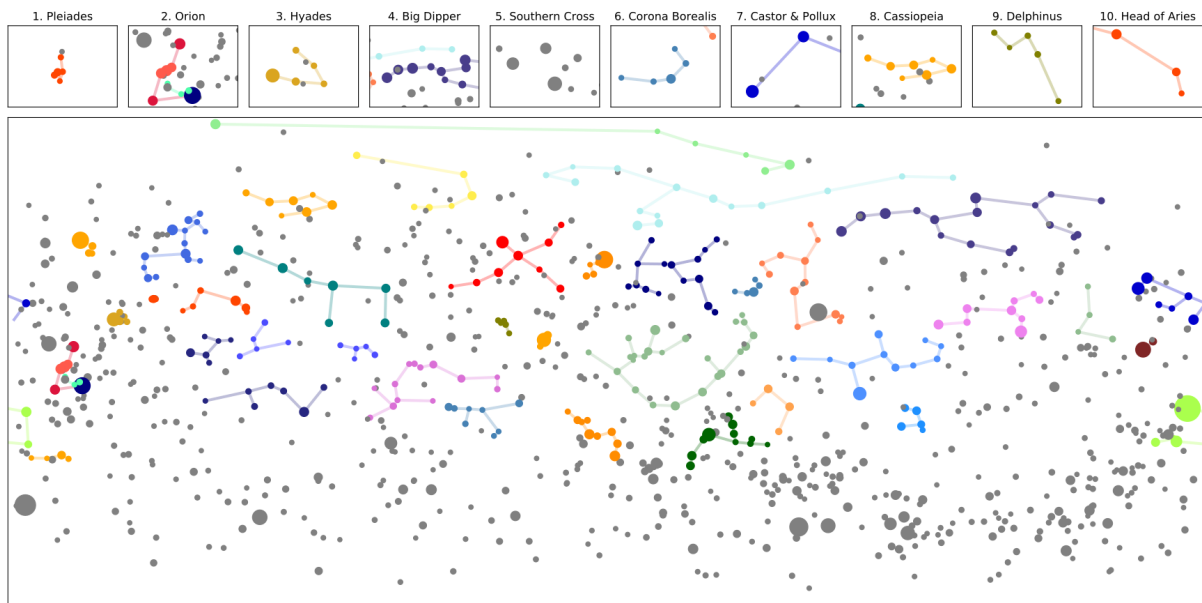 1. Pleiades
2. Orion
3. Hyades
4. Big Dipper
5. Southern Cross
6. Corona Borealis
7. Castor & Pollux
8. Cassiopeia
9. Delphinus
10. Head of Aries